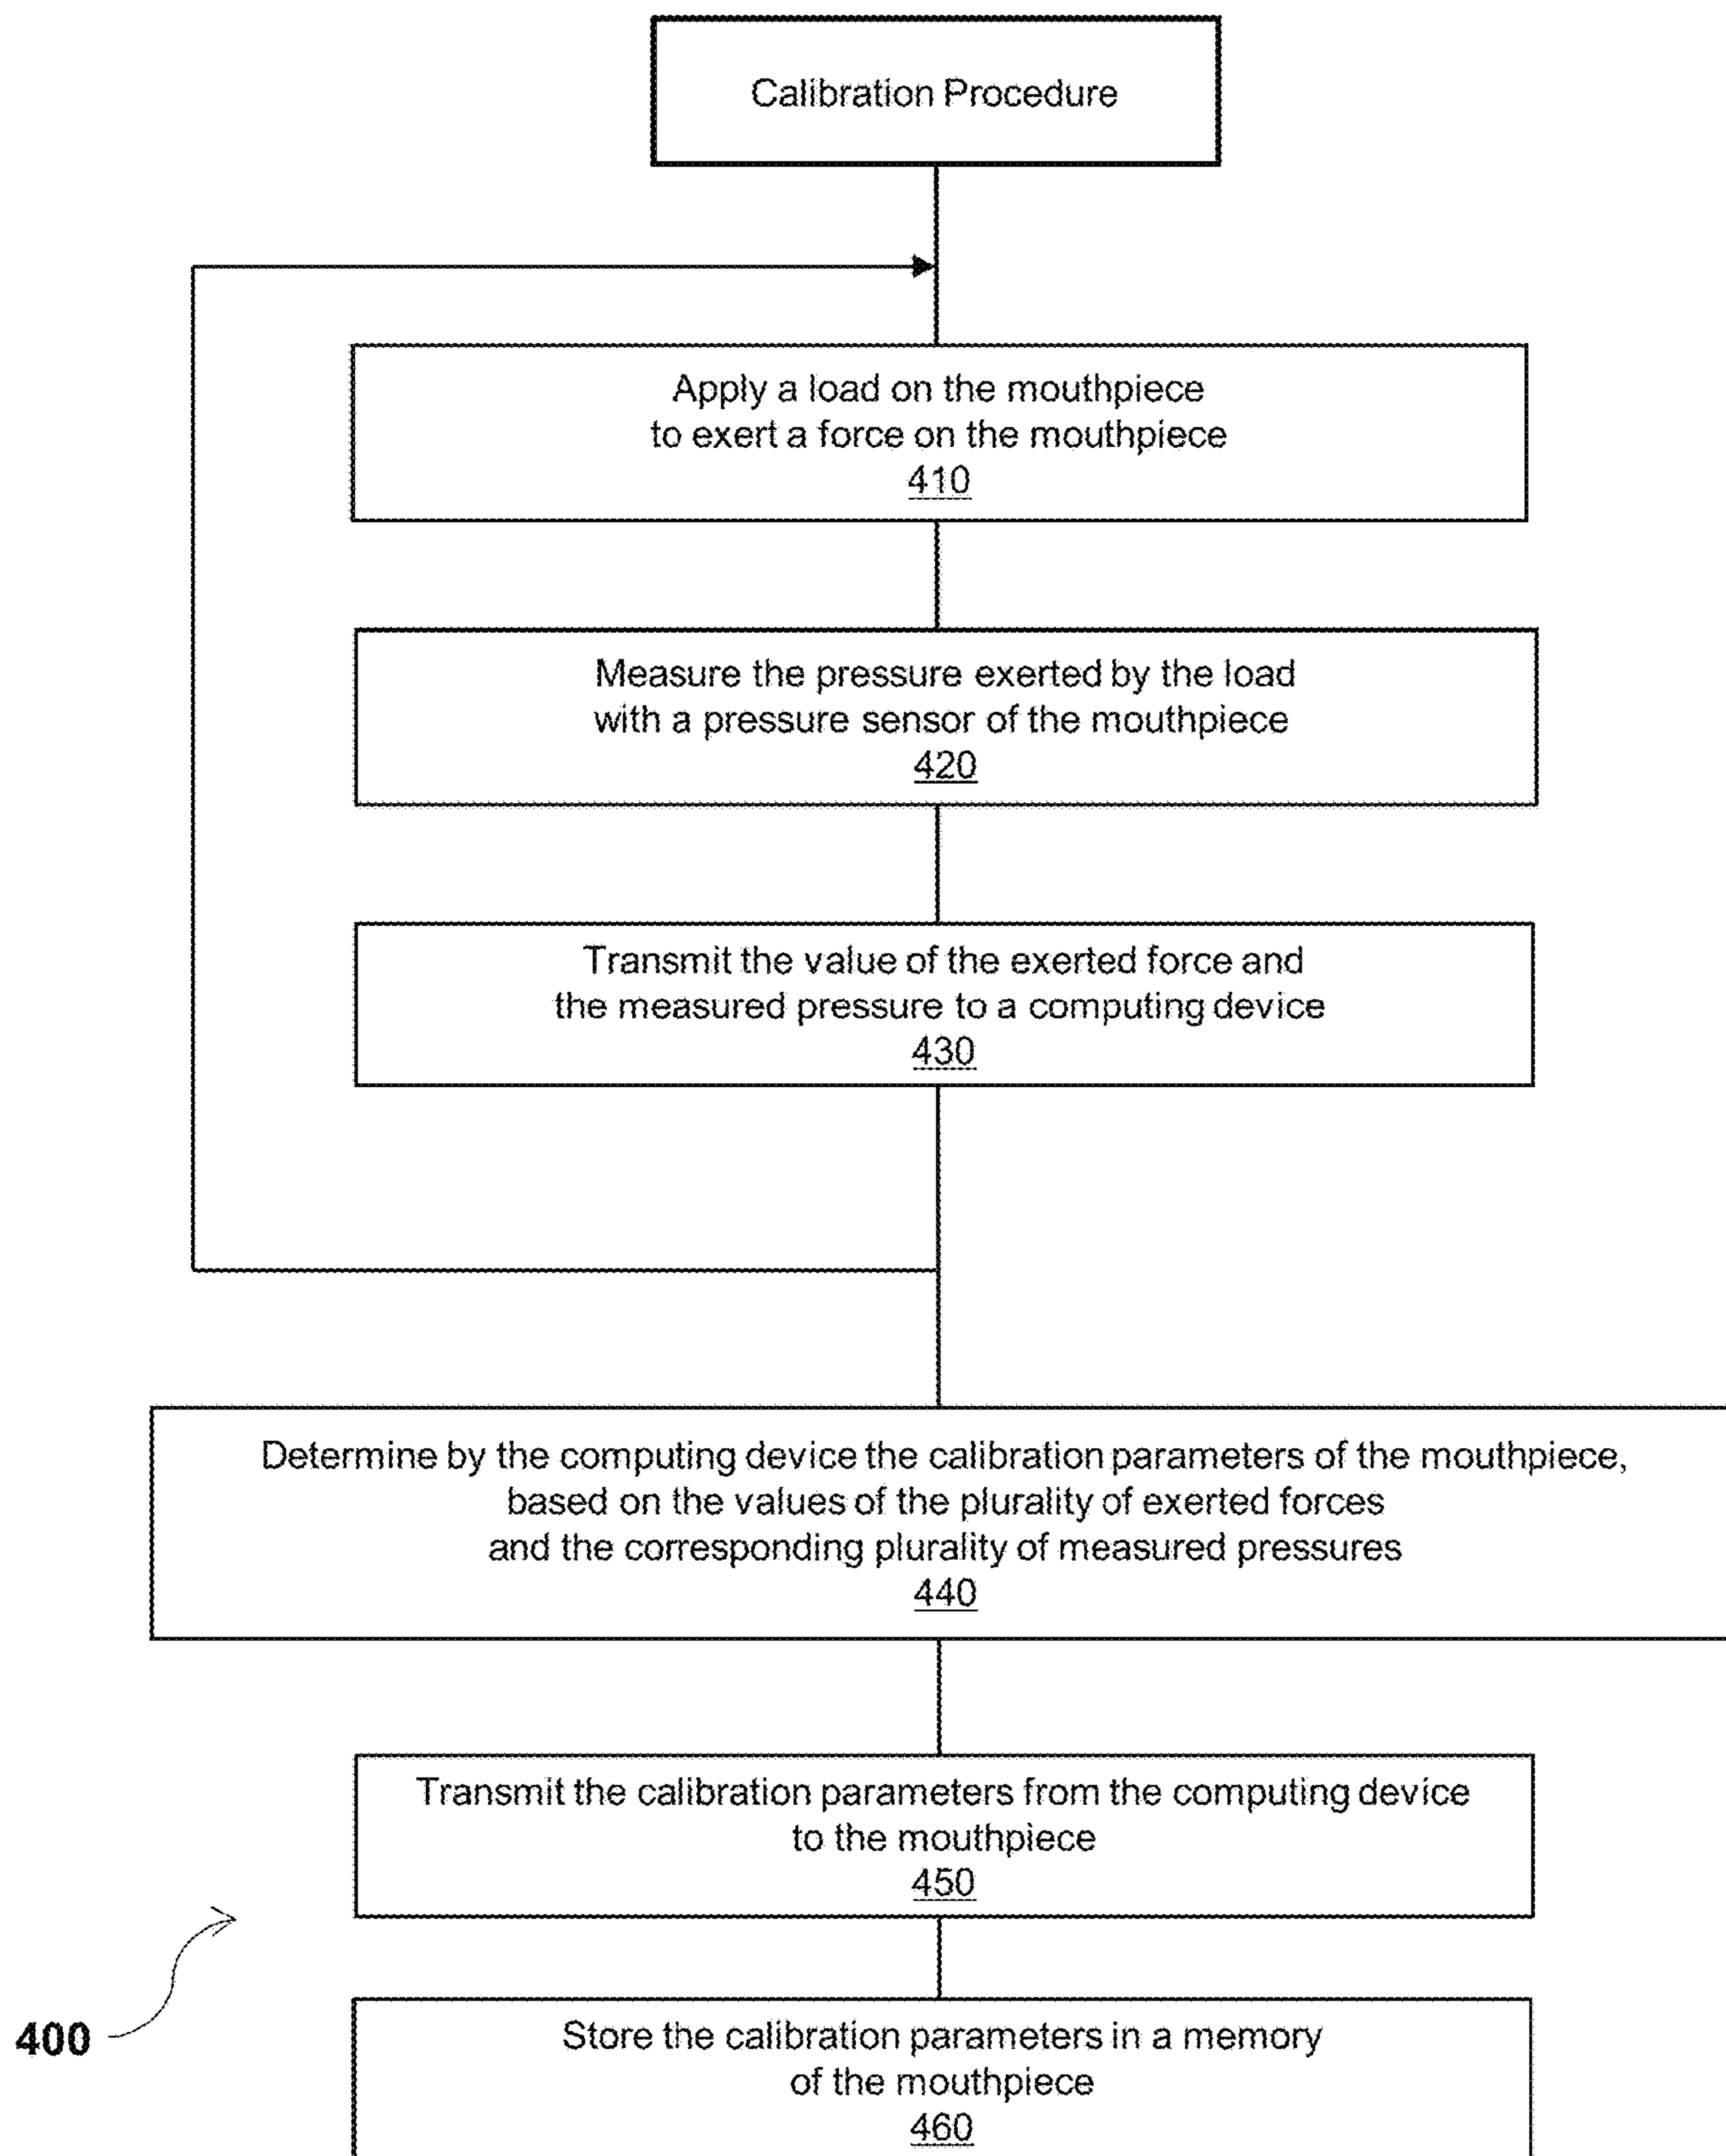 Calibration Procedure
Apply a load on the mouthpiece
to exert a force on the mouthpiece
410
Measure the pressure exerted by the load
with a pressure sensor of the mouthpiece
420
Transmit the value of the exerted force and
the measured pressure to a computing device
430
Determine by the computing device the calibration parameters of the mouthpiece,
based on the values of the plurality of exerted forces
and the corresponding plurality of measured pressures
440
Transmit the calibration parameters from the computing device
to the mouthpiece
450
400
Store the calibration parameters in a memory
of the mouthpiece
460